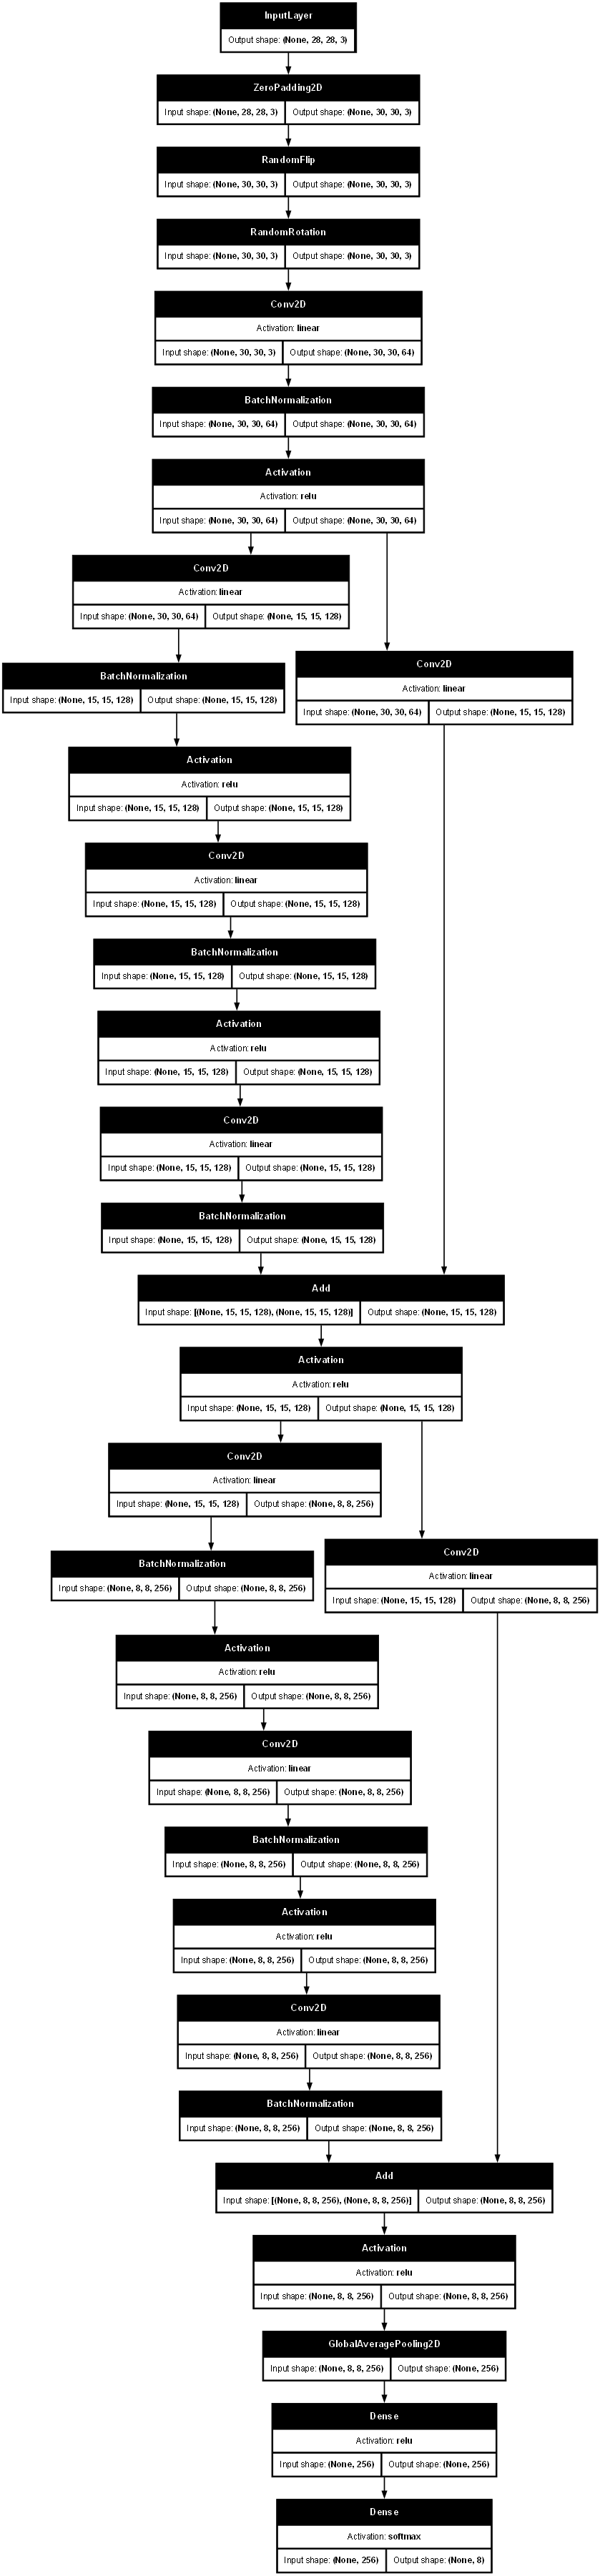 InputLayer
Output shape: (None, 28, 28, 3)
ZeroPadding2D
Input shape: (None, 28, 28, 3) Output shape: (None, 30, 30, 3)
RandomFlip
Input shape: (None, 30, 30, 3) Output shape: (None, 30, 30, 3)
RandomRotation
Input shape: (None, 30, 30, 3) Output shape: (None, 30, 30, 3)
Conv2D
Activation: linear
Input shape: (None, 30, 30, 3) Output shape: (None, 30, 30, 64)
BatchNormalization
Input shape: (None, 30, 30, 64) Output shape: (None, 30, 30, 64)
Activation
Activation: relu
Input shape: (None, 30, 30, 64) Output shape: (None, 30, 30, 64)
Conv2D
Activation: linear
Input shape: (None, 30, 30, 64) Output shape: (None, 15, 15, 128)
BatchNormalization
Input shape: (None, 15, 15, 128) Output shape: (None, 15, 15, 128)
Conv2D
Activation: linear
Input shape: (None, 30, 30, 64) Output shape: (None, 15, 15, 128)
Activation
Activation: relu
Input shape: (None, 15, 15, 128) Output shape: (None, 15, 15, 128)
Conv2D
Activation: linear
Input shape: (None, 15, 15, 128) Output shape: (None, 15, 15, 128)
BatchNormalization
Input shape: (None, 15, 15, 128) Output shape: (None, 15, 15, 128)
Activation
Activation: relu
Input shape: (None, 15, 15, 128) Output shape: (None, 15, 15, 128)
Conv2D
Activation: linear
Input shape: (None, 15, 15, 128) Output shape: (None, 15, 15, 128)
BatchNormalization
Input shape: (None, 15, 15, 128) Output shape: (None, 15, 15, 128)
Add
Input shape: [(None, 15, 15, 128), (None, 15, 15, 128)] Output shape: (None, 15, 15, 128)
Activation
Activation: relu
Input shape: (None, 15, 15, 128) Output shape: (None, 15, 15, 128)
Conv2D
Activation: linear
Input shape: (None, 15, 15, 128) Output shape: (None, 8, 8, 256)
BatchNormalization
Input shape: (None, 8, 8, 256) Output shape: (None, 8, 8, 256)
Conv2D
Activation: linear
Input shape: (None, 15, 15, 128) Output shape: (None, 8, 8, 256)
Activation
Activation: relu
Input shape: (None, 8, 8, 256) Output shape: (None, 8, 8, 256)
Conv2D
Activation: linear
Input shape: (None, 8, 8, 256) Output shape: (None, 8, 8, 256)
BatchNormalization
Input shape: (None, 8, 8, 256) Output shape: (None, 8, 8, 256)
Activation
Activation: relu
Input shape: (None, 8, 8, 256) Output shape: (None, 8, 8, 256)
Conv2D
Activation: linear
Input shape: (None, 8, 8, 256) Output shape: (None, 8, 8, 256)
BatchNormalization
Input shape: (None, 8, 8, 256) Output shape: (None, 8, 8, 256)
Add
Input shape: [(None, 8, 8, 256), (None, 8, 8, 256)] Output shape: (None, 8, 8, 256)
Activation
Activation: relu
Input shape: (None, 8, 8, 256) Output shape: (None, 8, 8, 256)
GlobalAveragePooling2D
Input shape: (None, 8, 8, 256) Output shape: (None, 256)
Dense
Activation: relu
Input shape: (None, 256) Output shape: (None, 256)
Dense
Activation: softmax
Input shape: (None, 256) Output shape: (None, 8)